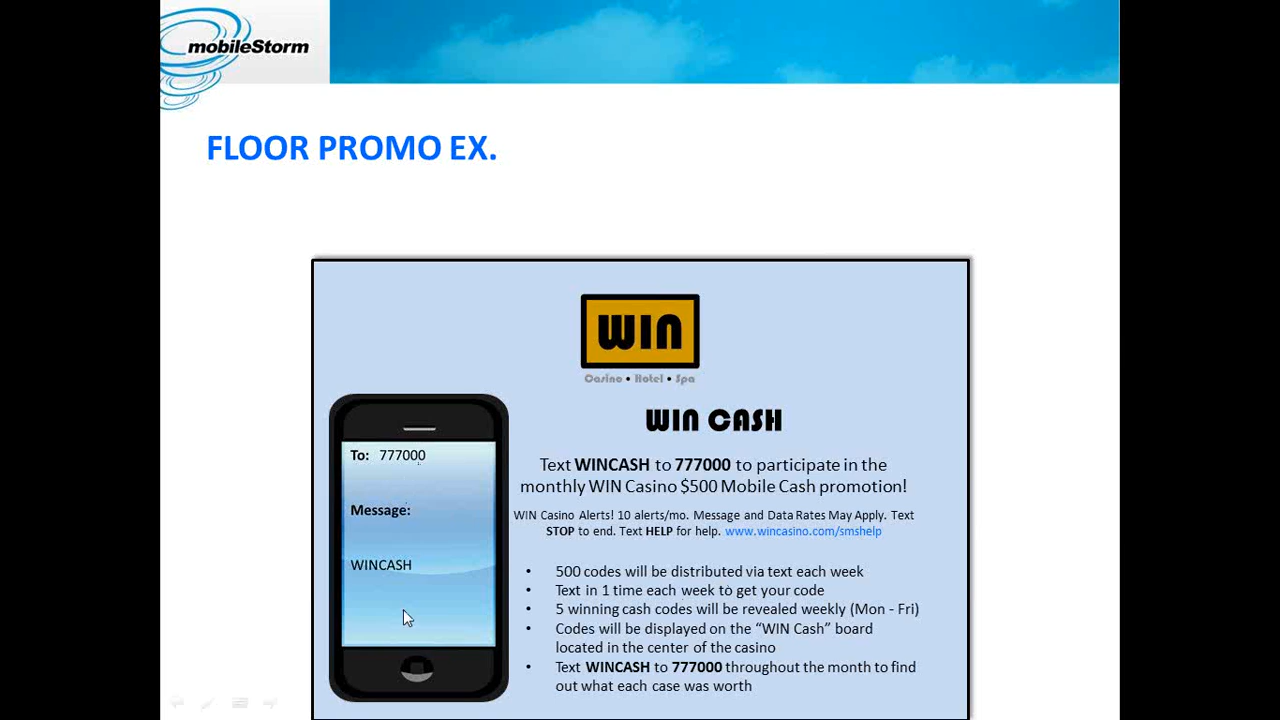 mobileStorm
FLOOR PROMO EX.
WIN
Casino • Hotel • Spa
WIN CASH
To: 777000
Message:
WINCASH
Text WINCASH to 777000 to participate in the
monthly WIN Casino $500 Mobile Cash promotion!
WIN Casino Alerts! 10 alerts/mo. Message and Data Rates May Apply. Text
STOP to end. Text HELP for help. www.wincasino.com/smshelp
• 500 codes will be distributed via text each week
• Text in 1 time each week to get your code
• 5 winning cash codes will be revealed weekly (Mon - Fri)
• Codes will be displayed on the “WIN Cash” board
located in the center of the casino
• Text WINCASH to 777000 throughout the month to find
out what each case was worth